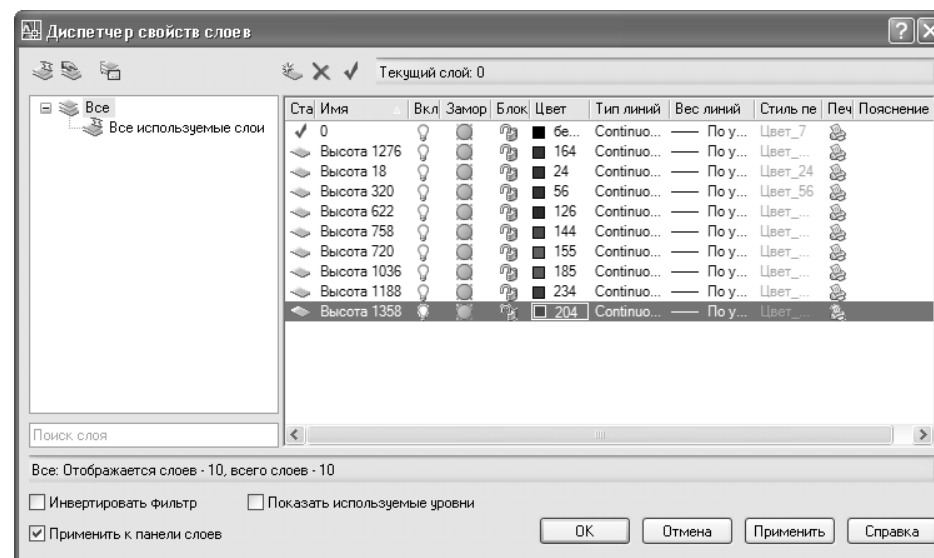 Диспетчер свойств слоев
Текущий слой: 0
Все
Все используемые слои
Ста Имя Вкл Замор Блок Цвет Тип линий Вес линий Стиль пе Печ Пояснение
0 бе... Continuo... По у... Цвет_7
Высота 1276 164 Continuo... По у... Цвет_...
Высота 18 24 Continuo... По у... Цвет_24
Высота 320 56 Continuo... По у... Цвет_56
Высота 622 126 Continuo... По у... Цвет_...
Высота 758 144 Continuo... По у... Цвет_...
Высота 720 155 Continuo... По у... Цвет_...
Высота 1036 185 Continuo... По у... Цвет_...
Высота 1188 234 Continuo... По у... Цвет_...
Высота 1358 204 Continuo... По у... Цвет_...
Поиск слоя
Все: Отображается слоев - 10, всего слоев - 10
Инвертировать фильтр Показать используемые уровни
Применить к панели слоев
OK Отмена Применить Справка